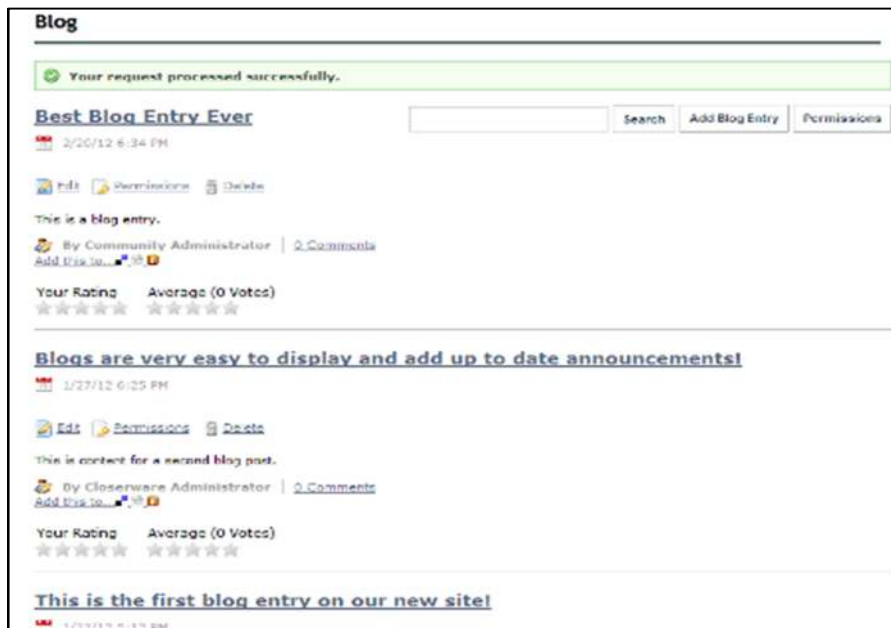 Blog
Your request processed successfully.
Best Blog Entry Ever
Search
Add Blog Entry
Permissions
2/20/12 6:34 PM
Edit Permissions Delete
This is a blog entry.
By Community Administrator | 0 Comments
Add this to...
Your Rating Average (0 Votes)
Blogs are very easy to display and add up to date announcements!
1/27/12 6:25 PM
Edit Permissions Delete
This is content for a second blog post.
By Closerware Administrator | 0 Comments
Add this to...
Your Rating Average (0 Votes)
This is the first blog entry on our new site!